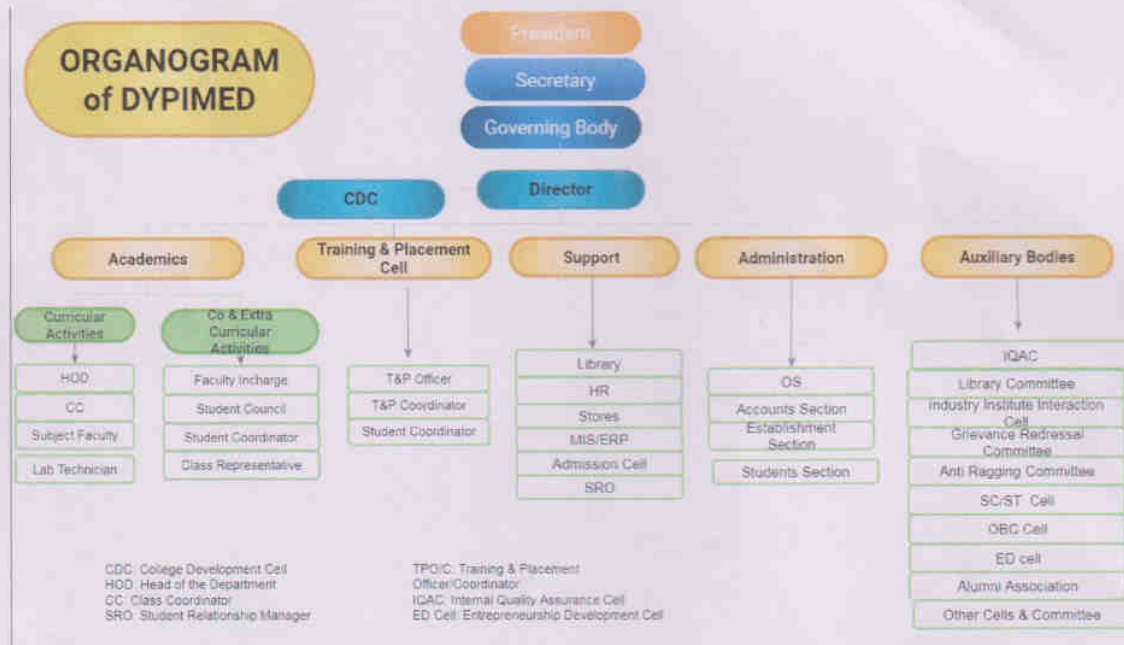 ORGANOGRAM
of DYPIMED
President
Secretary
Governing Body
CDC
Director
Academics
Training & Placement
Cell
Support
Administration
Auxiliary Bodies
Curricular
Activities
HOD
CC
Subject Faculty
Lab Technician
Co & Extra
Curricular
Activities
Faculty Incharge
Student Council
Student Coordinator
Class Representative
T&P Officer
T&P Coordinator
Student Coordinator
Library
HR
Stores
MIS/ERP
Admission Cell
SRO
OS
Accounts Section
Establishment
Section
Students Section
IQAC
Library Committee
Industry Institute Interaction
Cell
Grievance Redressal
Committee
Anti Ragging Committee
SC/ST Cell
OBC Cell
ED cell
Alumni Association
Other Cells & Committee
CDC: College Development Cell
HOD: Head of the Department
CC: Class Coordinator
SRO: Student Relationship Manager
TPO/C: Training & Placement
Officer/Coordinator
IQAC: Internal Quality Assurance Cell
ED Cell: Entrepreneurship Development Cell